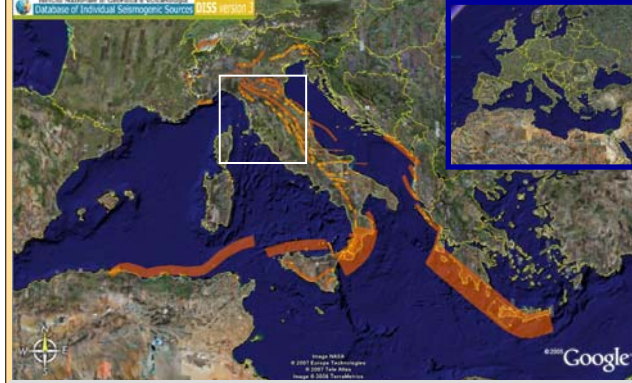 Database of Individual Seismogenic Sources DISS version 3
N
W
E
S
Image NASA
© 2007 Europa Technologies
© 2007 Tele Atlas
Image © 2008 TerraMetrics
© 2005 Google